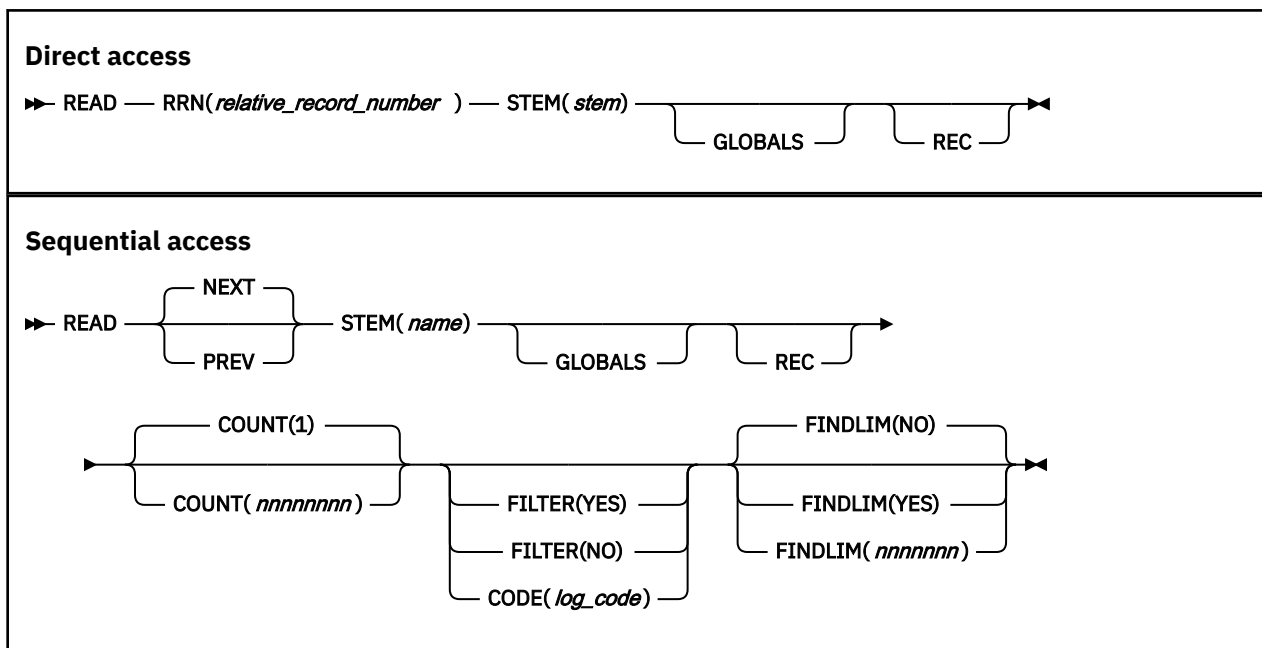 Direct access
READ RRN(relative_record_number ) STEM( stem)
GLOBALS REC
Sequential access
NEXT
READ STEM( name)
PREV GLOBALS REC
COUNT(1) FINDLIM(NO)
COUNT( nnnnnnnn ) FILTER(YES) FINDLIM(YES)
FILTER(NO) FINDLIM( nnnnnnn )
CODE( log_code )